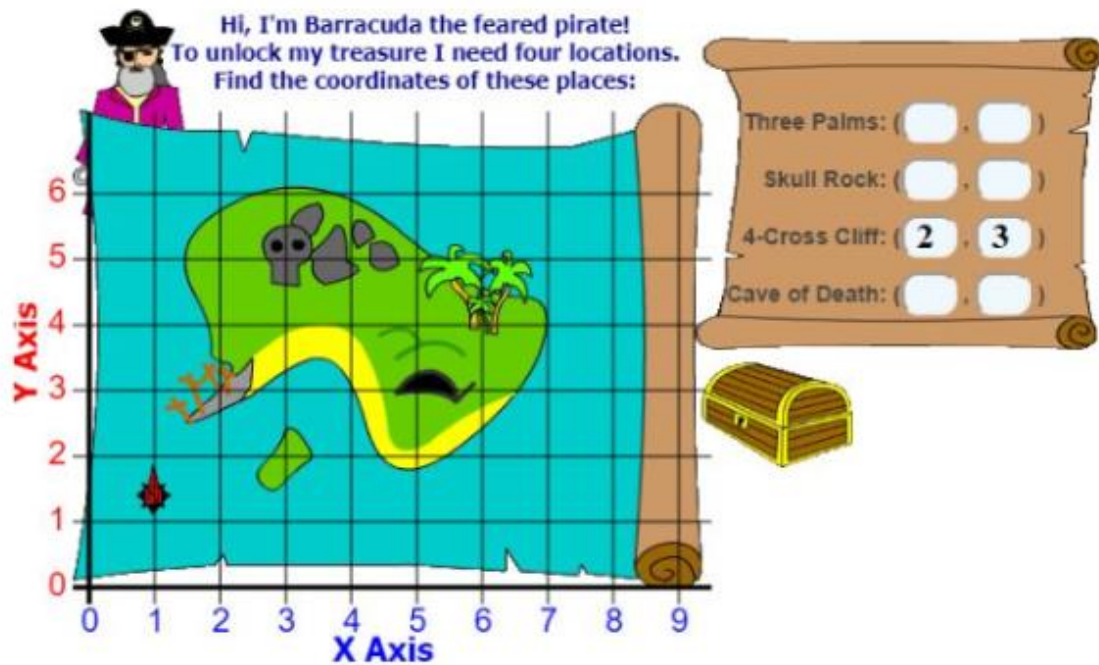 Hi, I'm Barracuda the feared pirate!
To unlock my treasure I need four locations.
Find the coordinates of these places:
Three Palms: ( , )
Skull Rock: ( , )
4-Cross Cliff: ( 2 , 3 )
Cave of Death: ( , )
Y Axis
6
5
4
3
2
1
0
0 1 2 3 4 5 6 7 8 9
X Axis